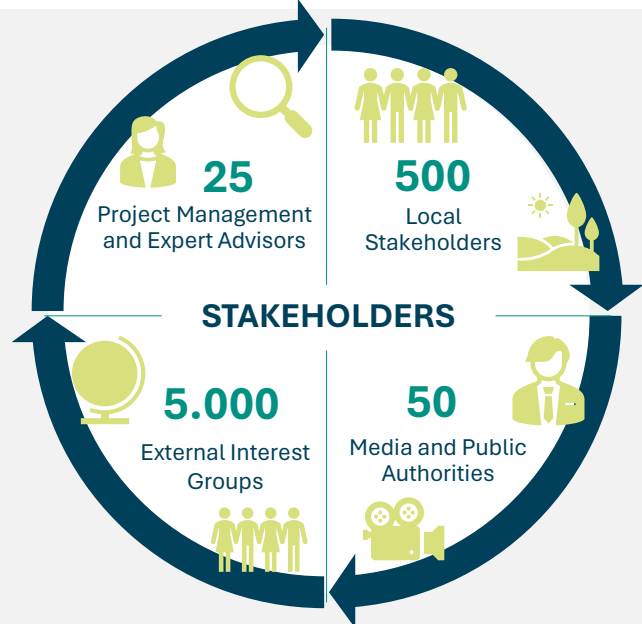 25
Project Management
and Expert Advisors
500
Local
Stakeholders
STAKEHOLDERS
5.000
External Interest
Groups
50
Media and Public
Authorities